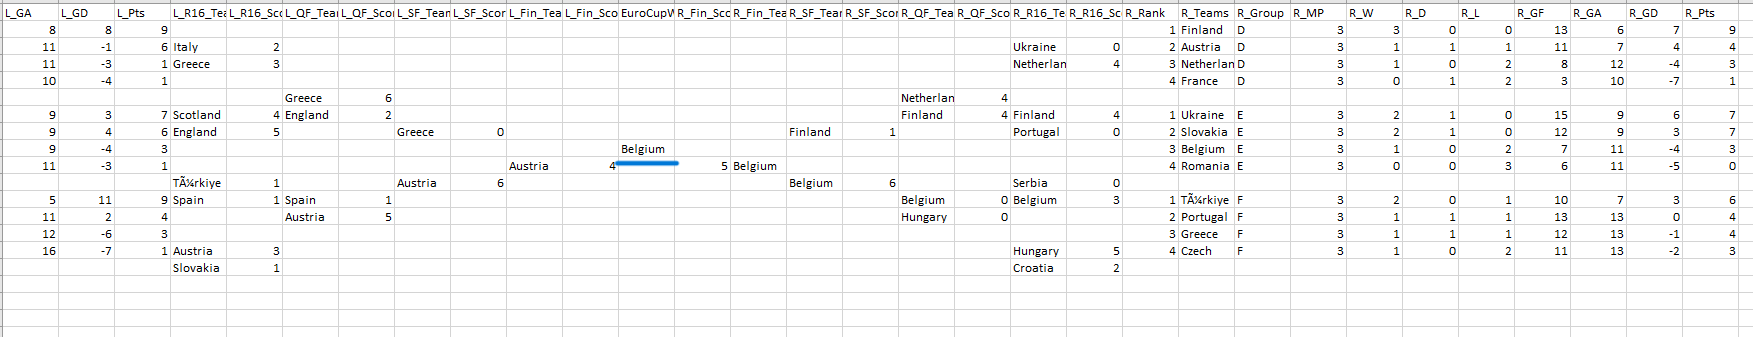 L_GA L_GD L_Pts L_R16_Tea L_R16_Sco L_QF_Team L_QF_Scor L_SF_Team L_SF_Scor L_Fin_Tea L_Fin_Sco EuroCupW R_Fin_Sco R_Fin_Tea R_SF_Team R_SF_Scor R_QF_Tea R_QF_Sco R_R16_Te R_R16_Sc R_Rank R_Teams R_Group R_MP R_W R_D R_L R_GF R_GA R_GD R_Pts
8 8 9 1 Finland D 3 3 0 0 13 6 7 9
11 -1 6 Italy 2 Ukraine 0 2 Austria D 3 1 1 1 11 7 4 4
11 -3 1 Greece 3 Netherlan 4 3 Netherlan D 3 1 0 2 8 12 -4 3
10 -4 1 4 France D 3 0 1 2 3 10 -7 1
Greece 6 Netherlan 4
9 3 7 Scotland 4 England 2 Finland 4 Finland 4 1 Ukraine E 3 2 1 0 15 9 6 7
9 4 6 England 5 Greece 0 Finland 1 Portugal 0 2 Slovakia E 3 2 1 0 12 9 3 7
9 -4 3 Belgium 3 Belgium E 3 1 0 2 7 11 -4 3
11 -3 1 Austria 4 5 Belgium 4 Romania E 3 0 0 3 6 11 -5 0
TÃ¼rkiye 1 Austria 6 Belgium 6 Serbia 0
5 11 9 Spain 1 Spain 1 Belgium 0 Belgium 3 1 TÃ¼rkiye F 3 2 0 1 10 7 3 6
11 2 4 Austria 5 Hungary 0 2 Portugal F 3 1 1 1 13 13 0 4
12 -6 3 3 Greece F 3 1 1 1 12 13 -1 4
16 -7 1 Austria 3 Hungary 5 4 Czech F 3 1 0 2 11 13 -2 3
Slovakia 1 Croatia 2